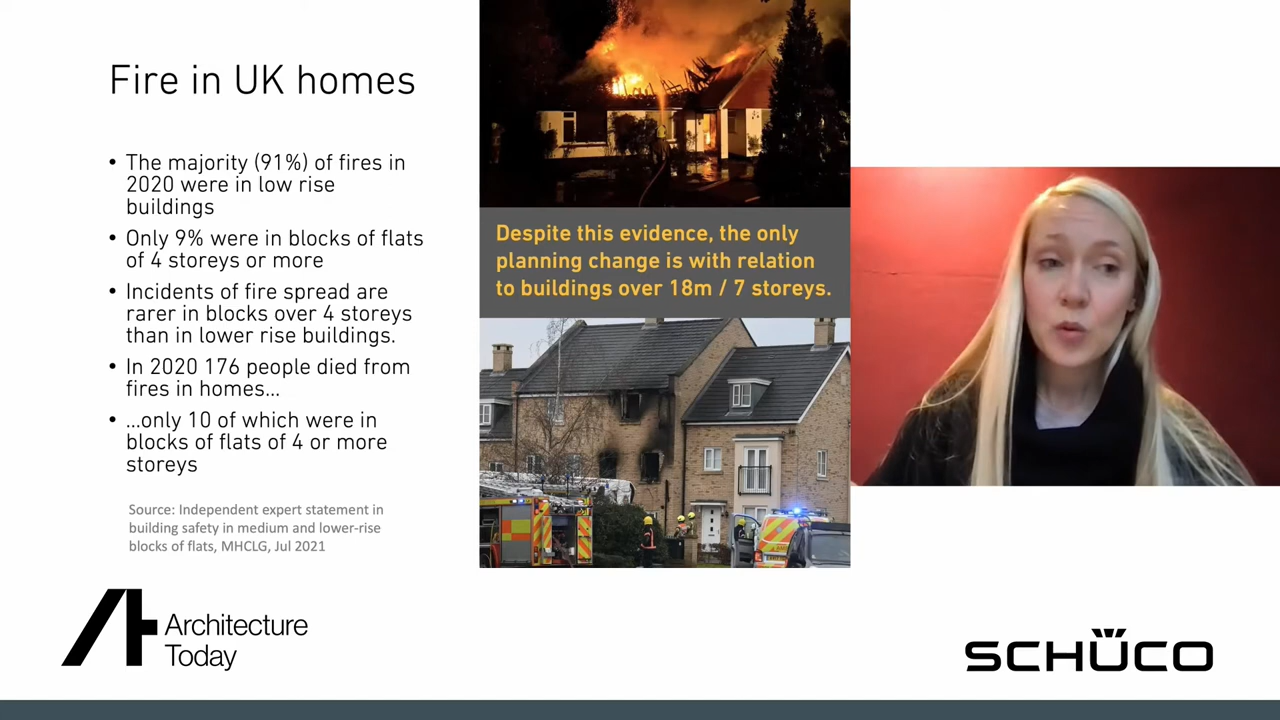 Fire in UK homes
• The majority (91%) of fires in
2020 were in low rise
buildings
• Only 9% were in blocks of flats
of 4 storeys or more
• Incidents of fire spread are
rarer in blocks over 4 storeys
than in lower rise buildings.
• In 2020 176 people died from
fires in homes...
• ...only 10 of which were in
blocks of flats of 4 or more
storeys
Source: Independent expert statement in
building safety in medium and lower-rise
blocks of flats, MHCLG, Jul 2021
Despite this evidence, the only
planning change is with relation
to buildings over 18m / 7 storeys.
Architecture
Today
SCHÜCO